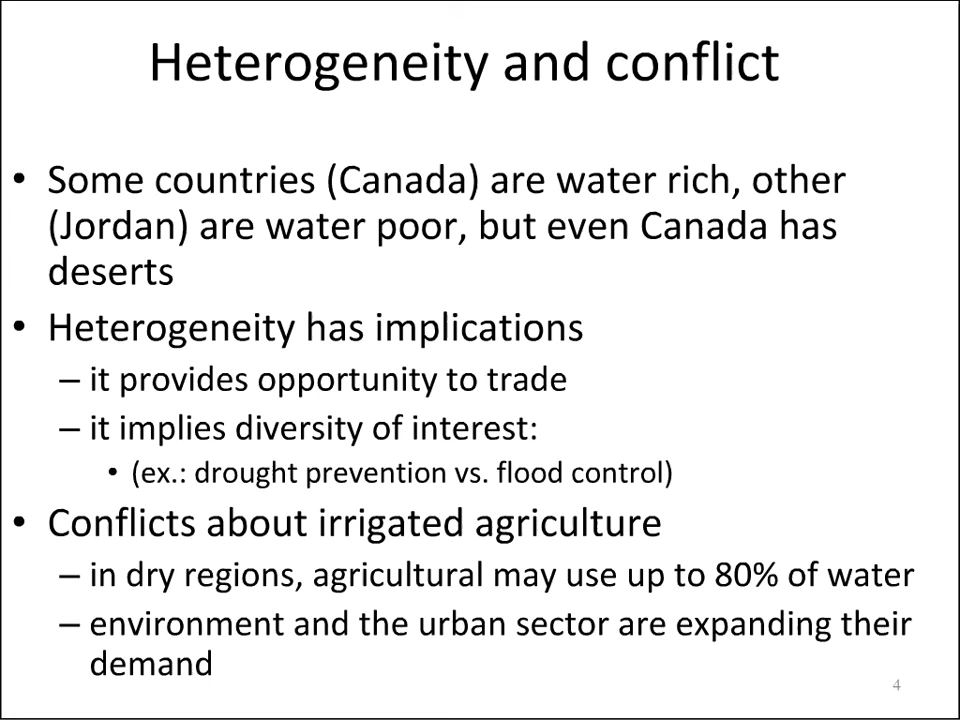 Heterogeneity and conflict
• Some countries (Canada) are water rich, other
(Jordan) are water poor, but even Canada has
deserts
• Heterogeneity has implications
– it provides opportunity to trade
– it implies diversity of interest:
• (ex.: drought prevention vs. flood control)
• Conflicts about irrigated agriculture
– in dry regions, agricultural may use up to 80% of water
– environment and the urban sector are expanding their
demand
4